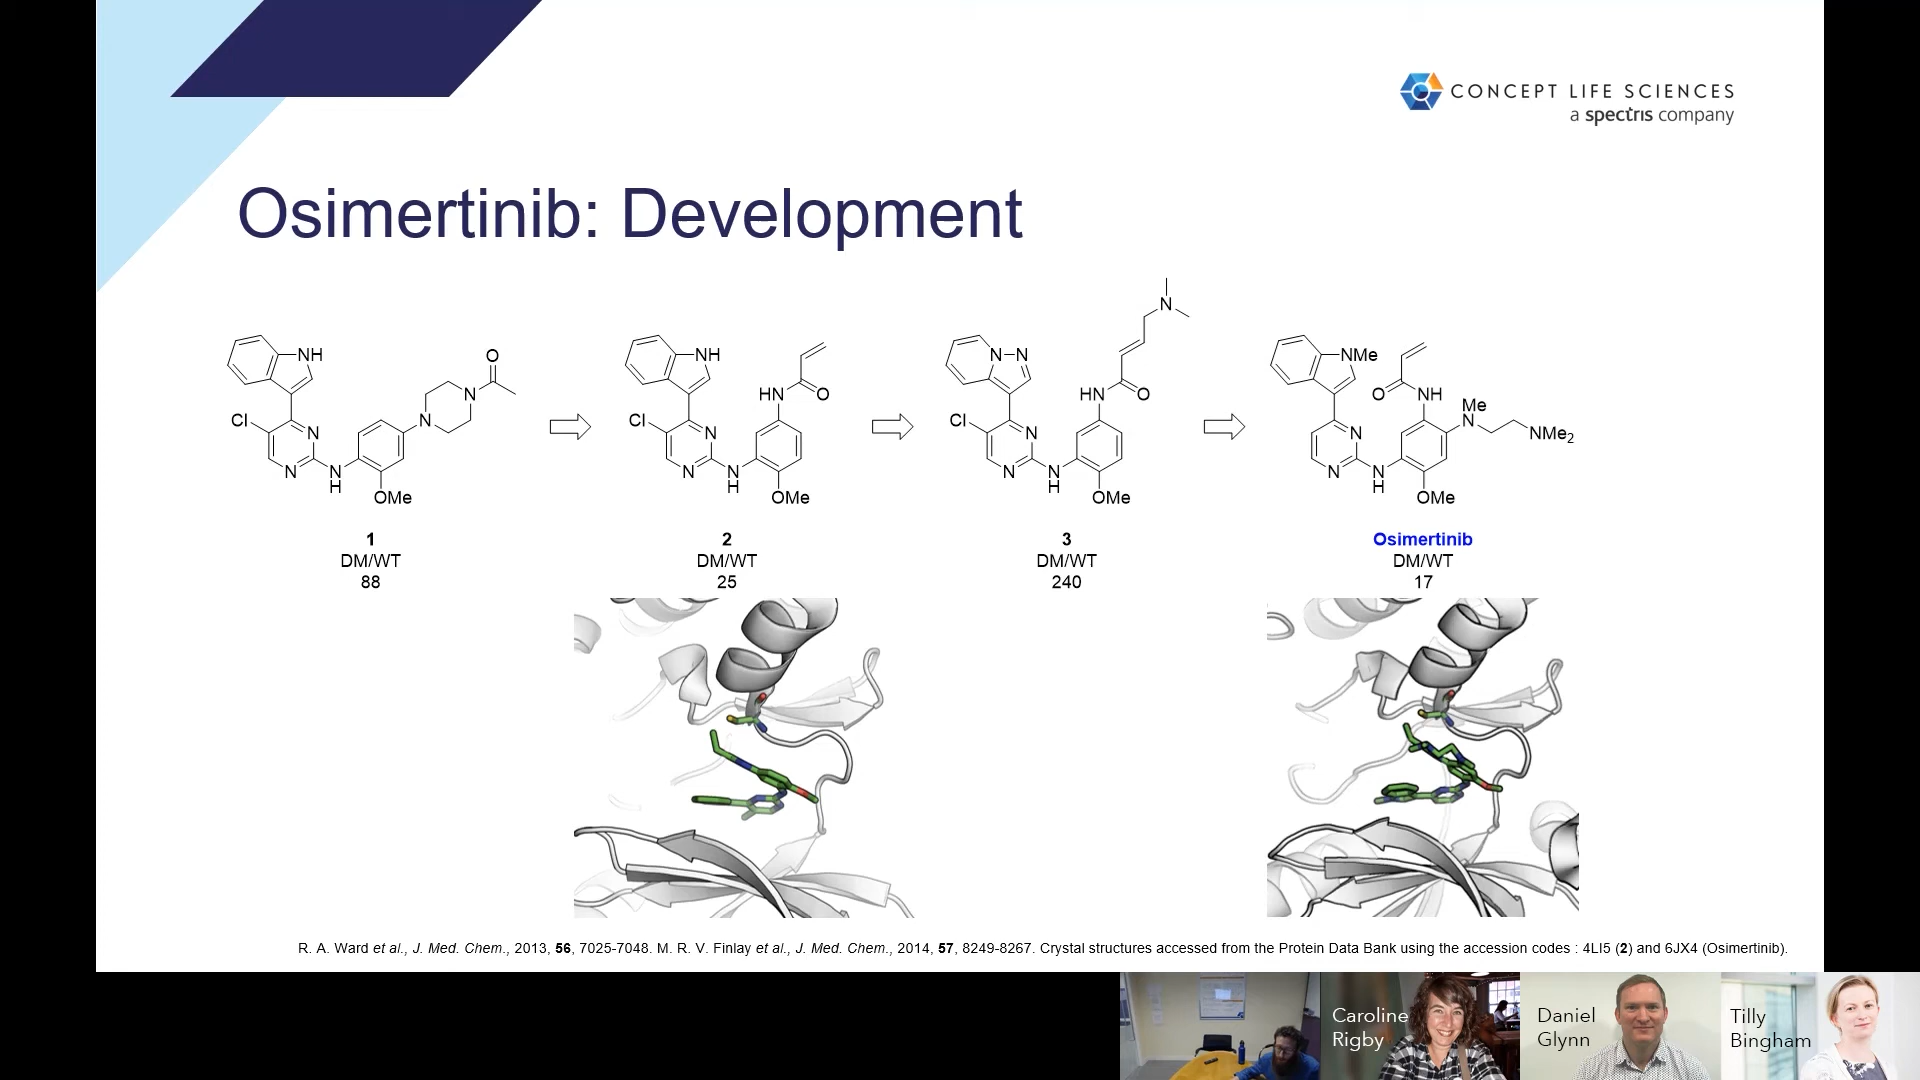 CONCEPT LIFE SCIENCES
a spectris company
Osimertinib: Development
NH
Cl
N
N
N
H
OMe
N
N
O
1
DM/WT
88
NH
Cl
N
N
N
H
OMe
HN
O
2
DM/WT
25
N
N–N
Cl
N
N
N
H
OMe
HN
O
3
DM/WT
240
NMe
N
N
N
H
OMe
O
NH
Me
N
NMe2
Osimertinib
DM/WT
17
R. A. Ward et al., J. Med. Chem., 2013, 56, 7025-7048. M. R. V. Finlay et al., J. Med. Chem., 2014, 57, 8249-8267. Crystal structures accessed from the Protein Data Bank using the accession codes : 4LI5 (2) and 6JX4 (Osimertinib).
Caroline
Rigby
Daniel
Glynn
Tilly
Bingham